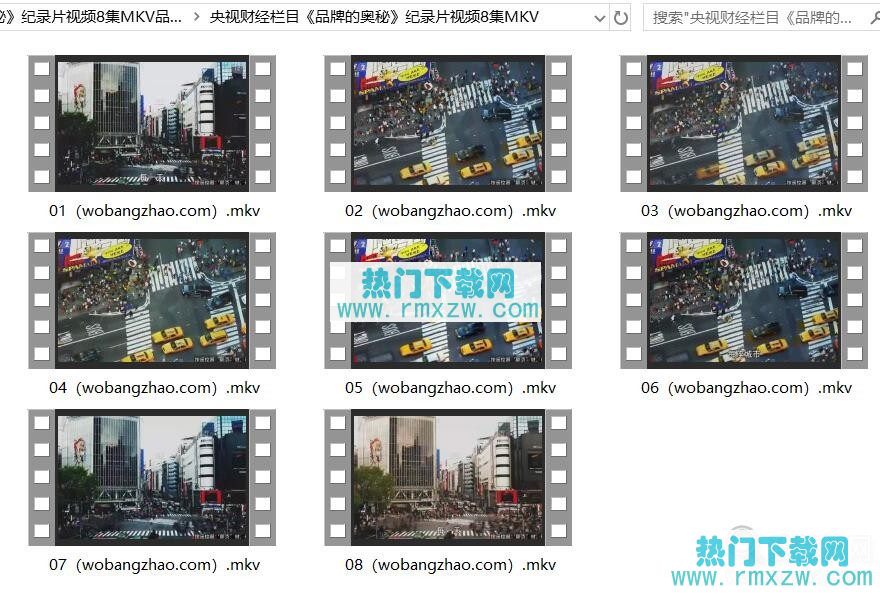 》纪录片视频8集MKV品... > 央视财经栏目《品牌的奥秘》纪录片视频8集MKV
搜索"央视财经栏目《品牌的...
01（wobangzhao.com）.mkv
02（wobangzhao.com）.mkv
03（wobangzhao.com）.mkv
04（wobangzhao.com）.mkv
热门下载网
www.rmxzw.com
05（wobangzhao.com）.mkv
06（wobangzhao.com）.mkv
07（wobangzhao.com）.mkv
08（wobangzhao.com）.mkv
热门下载网
www.rmxzw.com